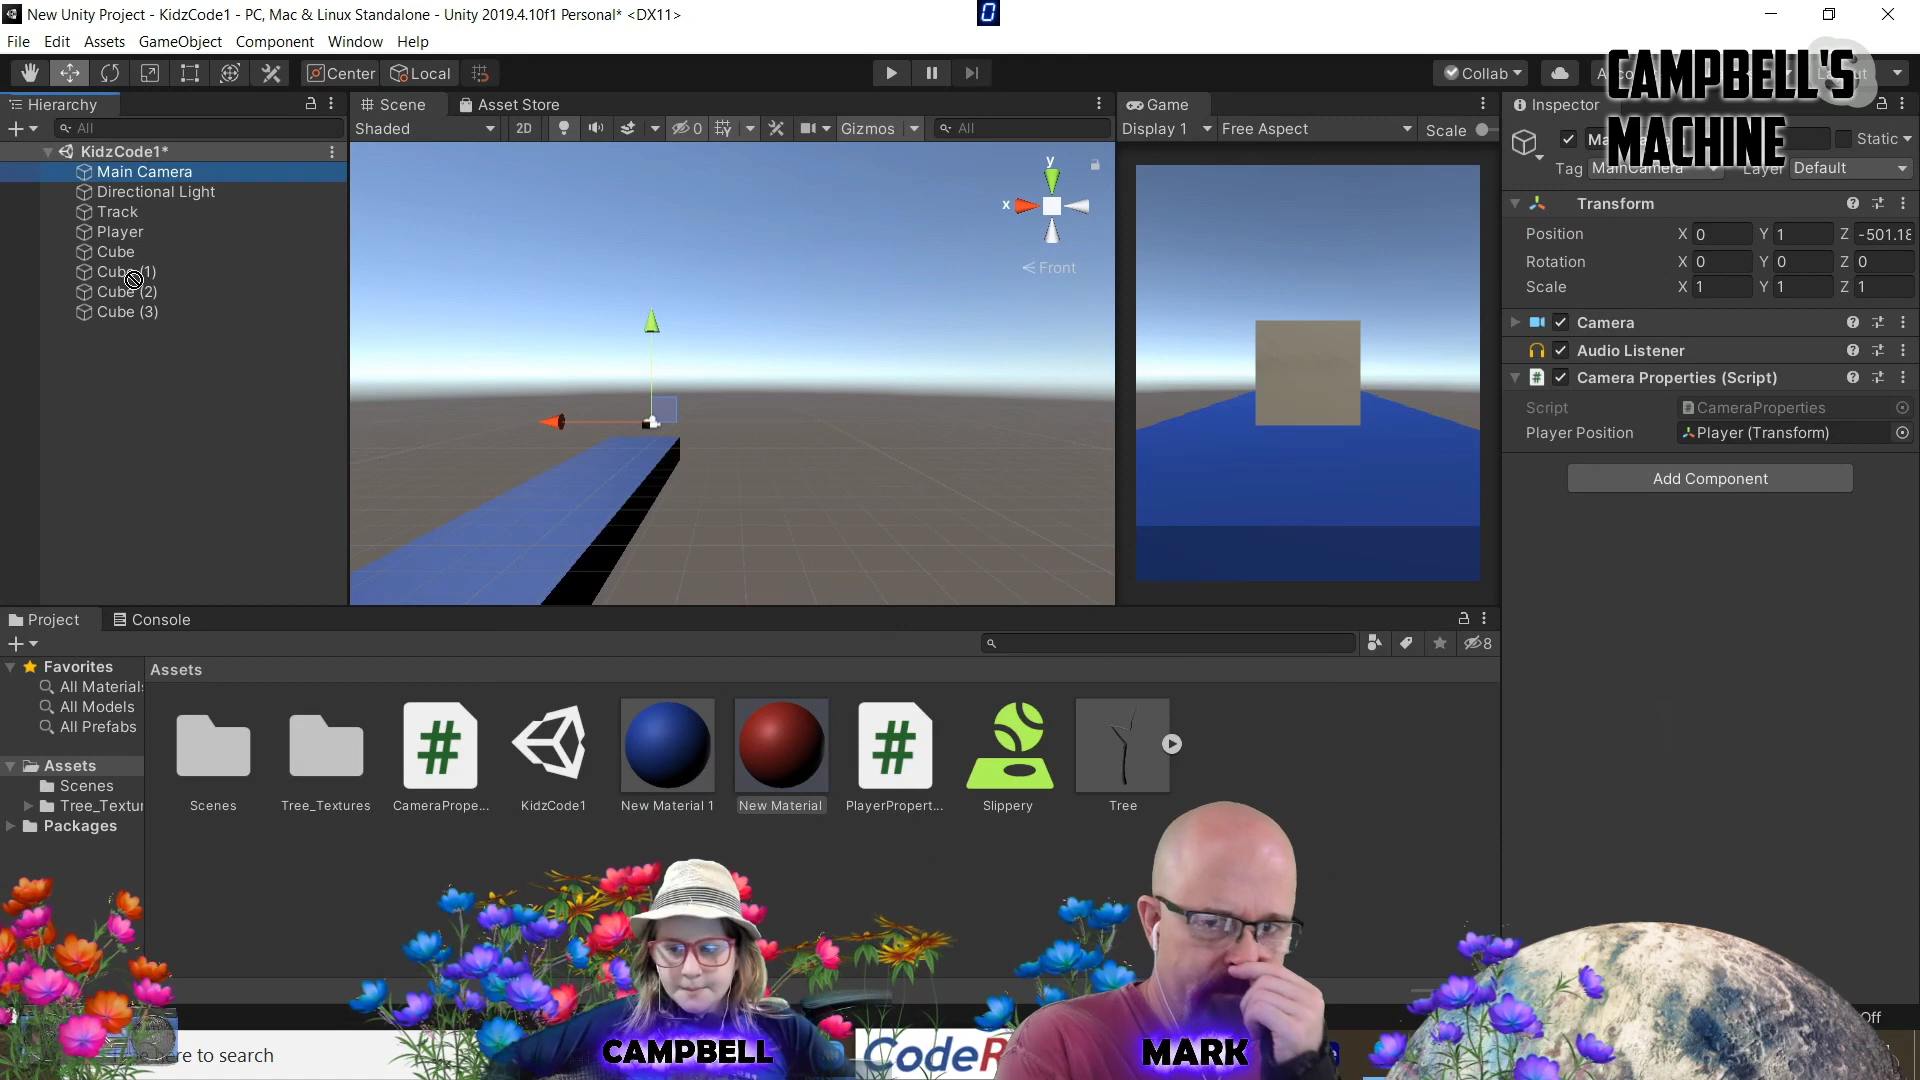 New Unity Project - KidzCode1 - PC, Mac & Linux Standalone - Unity 2019.4.10f1 Personal* <DX11>
0
File Edit Assets GameObject Component Window Help
Center Local
Collab
CAMPBELL'S
MACHINE
Hierarchy
Scene Asset Store
Game
Inspector
All
Shaded 2D 0 Gizmos All
Display 1 Free Aspect Scale
Static
KidzCode1*
Main Camera
Directional Light
Track
Player
Cube
Cube (1)
Cube (2)
Cube (3)
y
x
Front
Tag MainCamera Layer Default
Transform
Position X 0 Y 1 Z -501.18
Rotation X 0 Y 0 Z 0
Scale X 1 Y 1 Z 1
Camera
Audio Listener
Camera Properties (Script)
Script CameraProperties
Player Position Player (Transform)
Add Component
Project Console
8
Favorites
All Materials
All Models
All Prefabs
Assets
Scenes
Tree_Textur
Packages
Assets
Scenes Tree_Textures CameraPrope... KidzCode1 New Material 1 New Material PlayerPropert... Slippery Tree
Off
here to search
CAMPBELL
CodeR
MARK